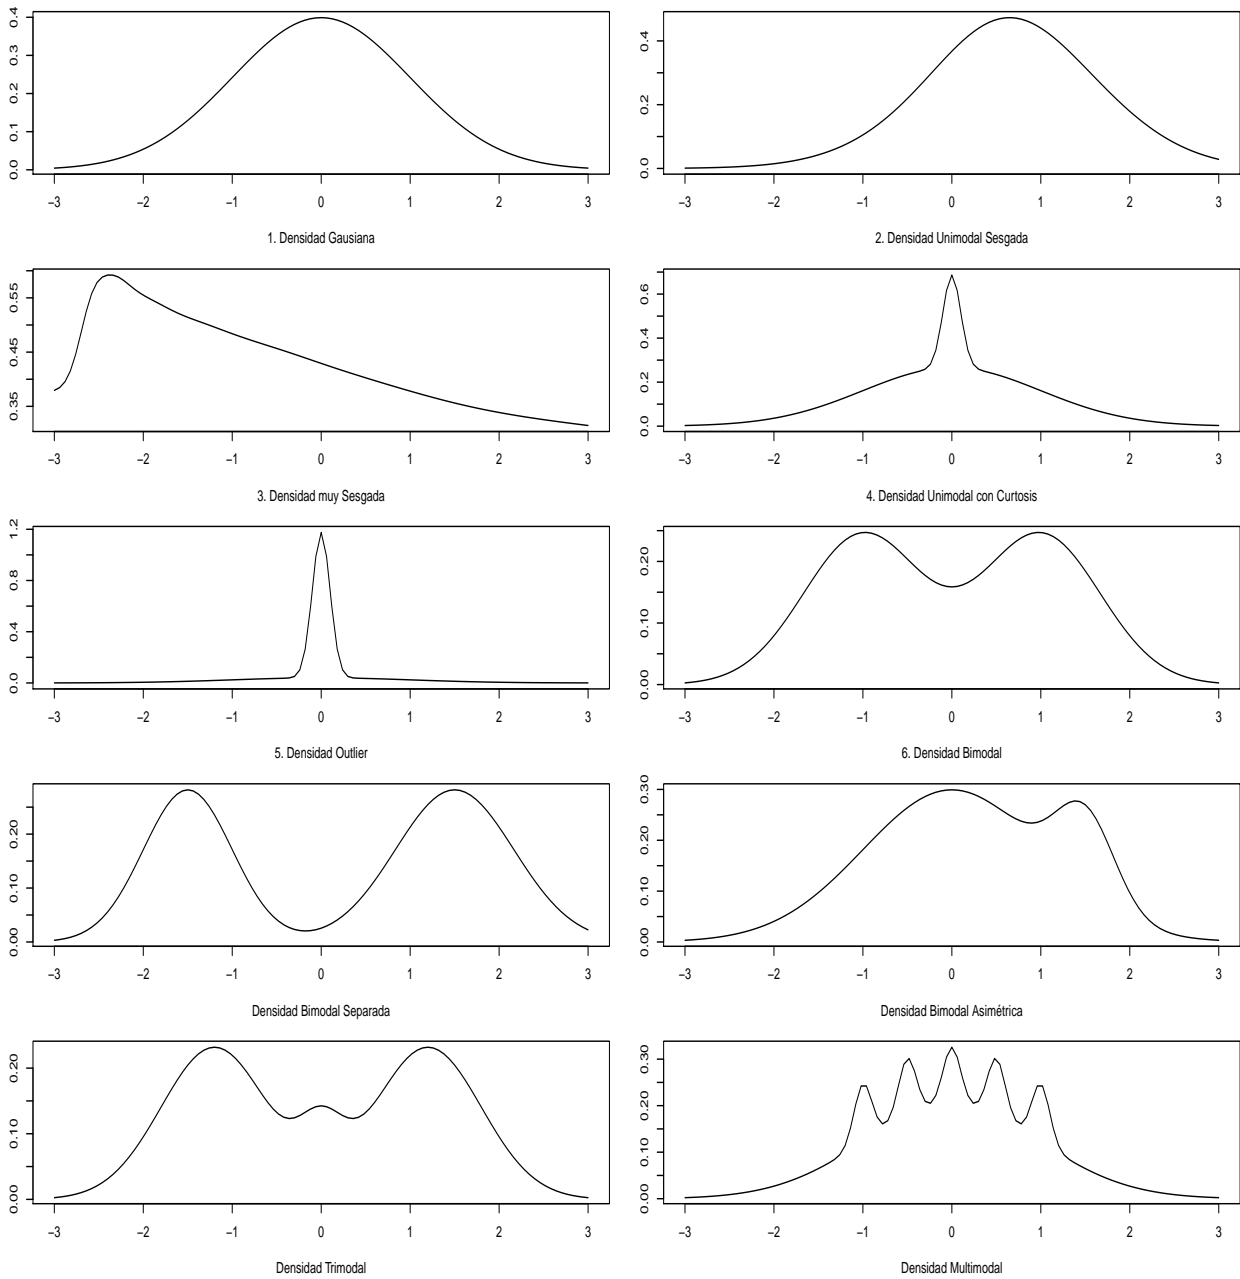 0.0 0.1 0.2 0.3 0.4
−3 −2 −1 0 1 2 3
1. Densidad Gausiana
0.0 0.2 0.4
−3 −2 −1 0 1 2 3
2. Densidad Unimodal Sesgada
0.35 0.45 0.55
−3 −2 −1 0 1 2 3
3. Densidad muy Sesgada
0.0 0.2 0.4 0.6
−3 −2 −1 0 1 2 3
4. Densidad Unimodal con Curtosis
0.0 0.4 0.8 1.2
−3 −2 −1 0 1 2 3
5. Densidad Outlier
0.00 0.10 0.20
−3 −2 −1 0 1 2 3
6. Densidad Bimodal
0.00 0.10 0.20
−3 −2 −1 0 1 2 3
Densidad Bimodal Separada
0.00 0.10 0.20 0.30
−3 −2 −1 0 1 2 3
Densidad Bimodal Asimétrica
0.00 0.10 0.20
−3 −2 −1 0 1 2 3
Densidad Trimodal
0.00 0.10 0.20 0.30
−3 −2 −1 0 1 2 3
Densidad Multimodal